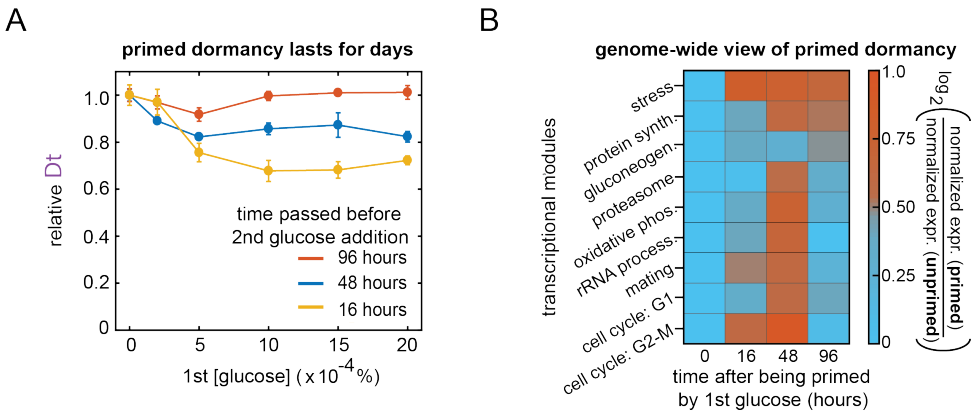 A
primed dormancy lasts for days
relative Dt
1.0
0.8
0.6
0.4
0.2
0
time passed before
2nd glucose addition
96 hours
48 hours
16 hours
0
5
10
15
20
1st [glucose] (x10-4%)
B
genome-wide view of primed dormancy
transcriptional modules
stress
protein synth.
gluconeogen
proteasome
oxidative phos.
rRNA process.
mating
cell cycle: G1
cell cycle: G2-M
0
16
48
96
time after being primed
by 1st glucose (hours)
1.0
0.75
0.50
0.25
0
log2
normalized expr. (primed)
normalized expr. (unprimed)